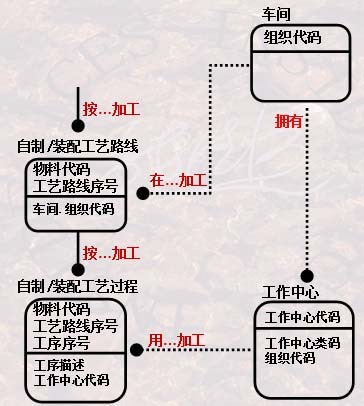 车间
组织代码
按...加工
拥有
自制/装配工艺路线
物料代码
工艺路线序号
车间.组织代码
在...加工
按...加工
自制/装配工艺过程
物料代码
工艺路线序号
工序序号
工序描述
工作中心代码
用...加工
工作中心
工作中心代码
工作中心类码
组织代码